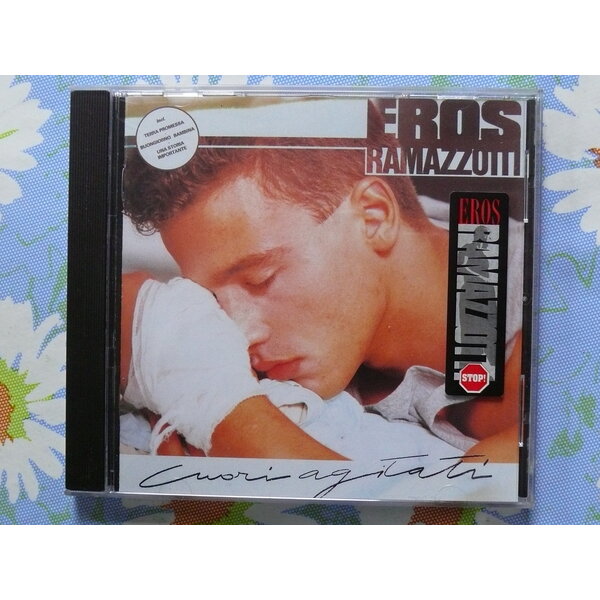 incl.
TERRA PROMESSA
BUONGIORNO BAMBINA
UNA STORIA
IMPORTANTE
EROS
RAMAZZOTTI
EROS
RAMAZZOTTI
STOP!
cuori agitati